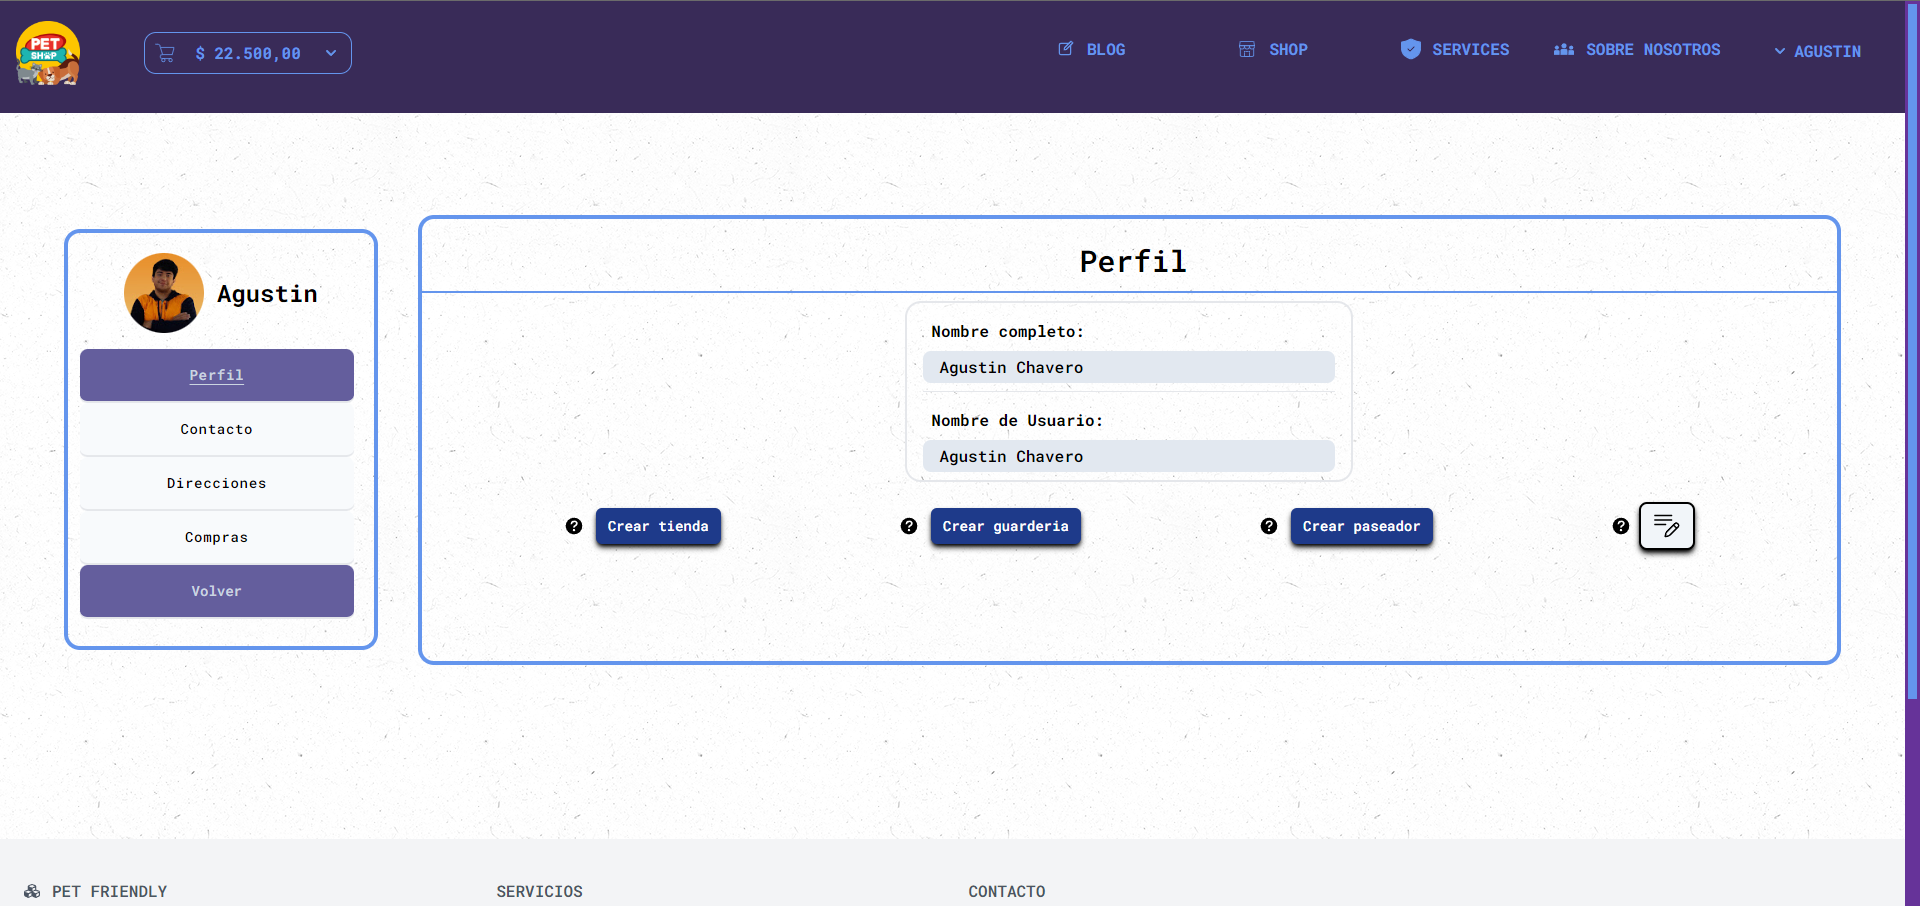 PET
SHOP
$ 22.500,00
BLOG
SHOP
SERVICES
SOBRE NOSOTROS
AGUSTIN
Agustin
Perfil
Contacto
Direcciones
Compras
Volver
Perfil
Nombre completo:
Agustin Chavero
Nombre de Usuario:
Agustin Chavero
? Crear tienda
? Crear guarderia
? Crear paseador
?
PET FRIENDLY
SERVICIOS
CONTACTO